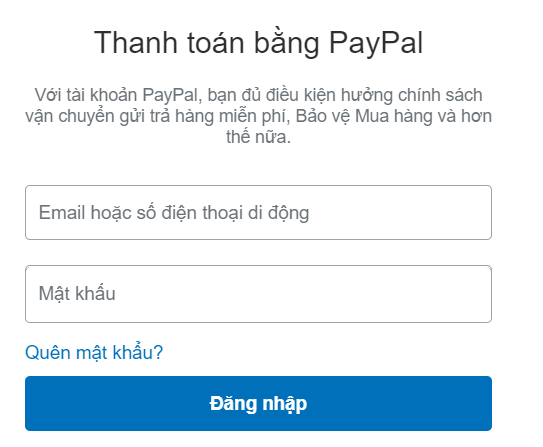 Thanh toán bằng PayPal
Với tài khoản PayPal, bạn đủ điều kiện hưởng chính sách
vận chuyển gửi trả hàng miễn phí, Bảo vệ Mua hàng và hơn
thế nữa.
Email hoặc số điện thoại di động
Mật khẩu
Quên mật khẩu?
Đăng nhập